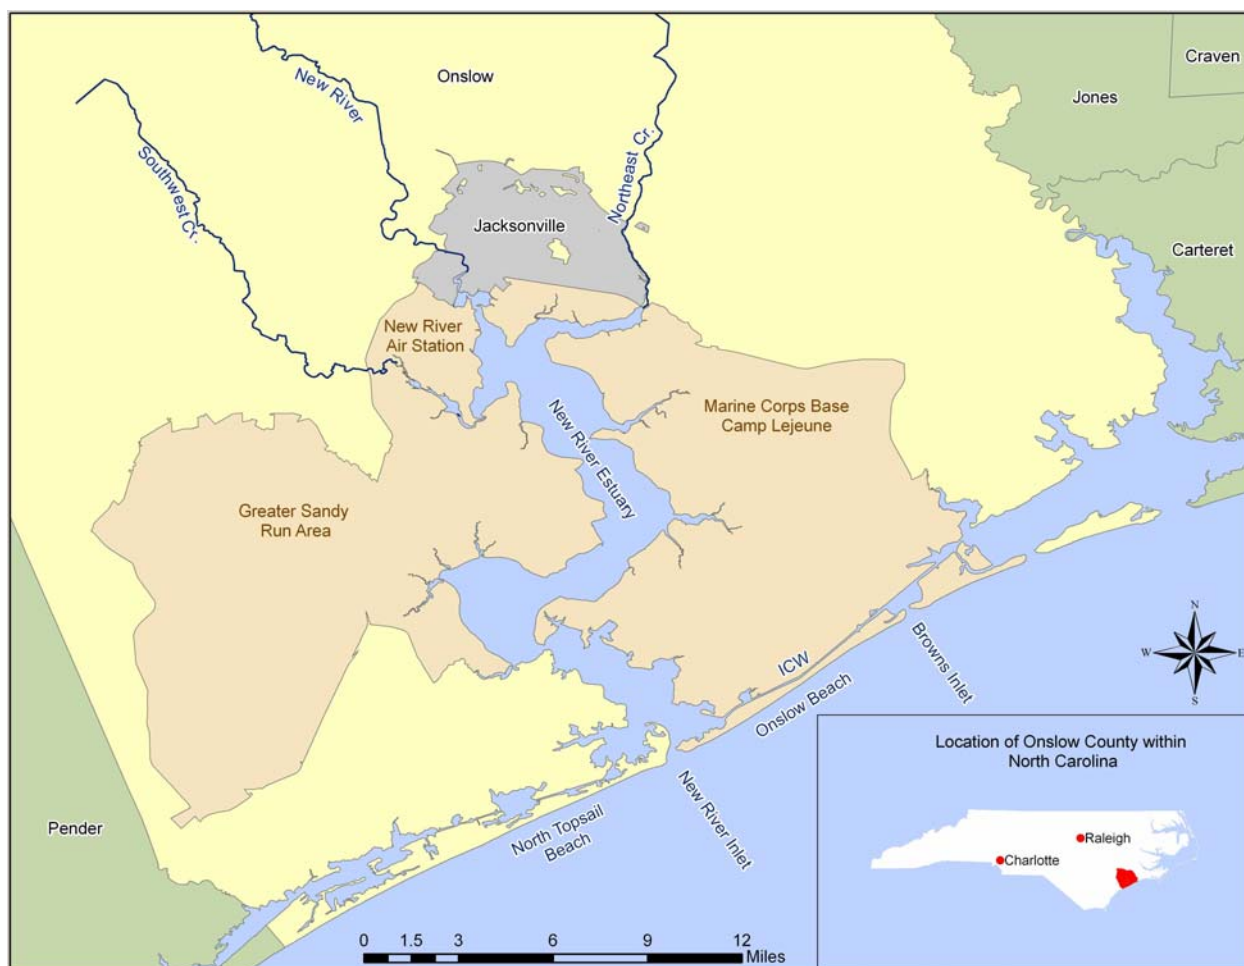 Craven
Onslow
New River
Jones
Southwest Cr.
Northeast Cr.
Jacksonville
Carteret
New River
Air Station
Marine Corps Base
Camp Lejeune
New River Estuary
Greater Sandy
Run Area
ICW
Onslow Beach
Browns Inlet
N
W
E
S
North Topsail
Beach
New River Inlet
Pender
Location of Onslow County within
North Carolina
Raleigh
Charlotte
0 1.5 3 6 9 12
Miles